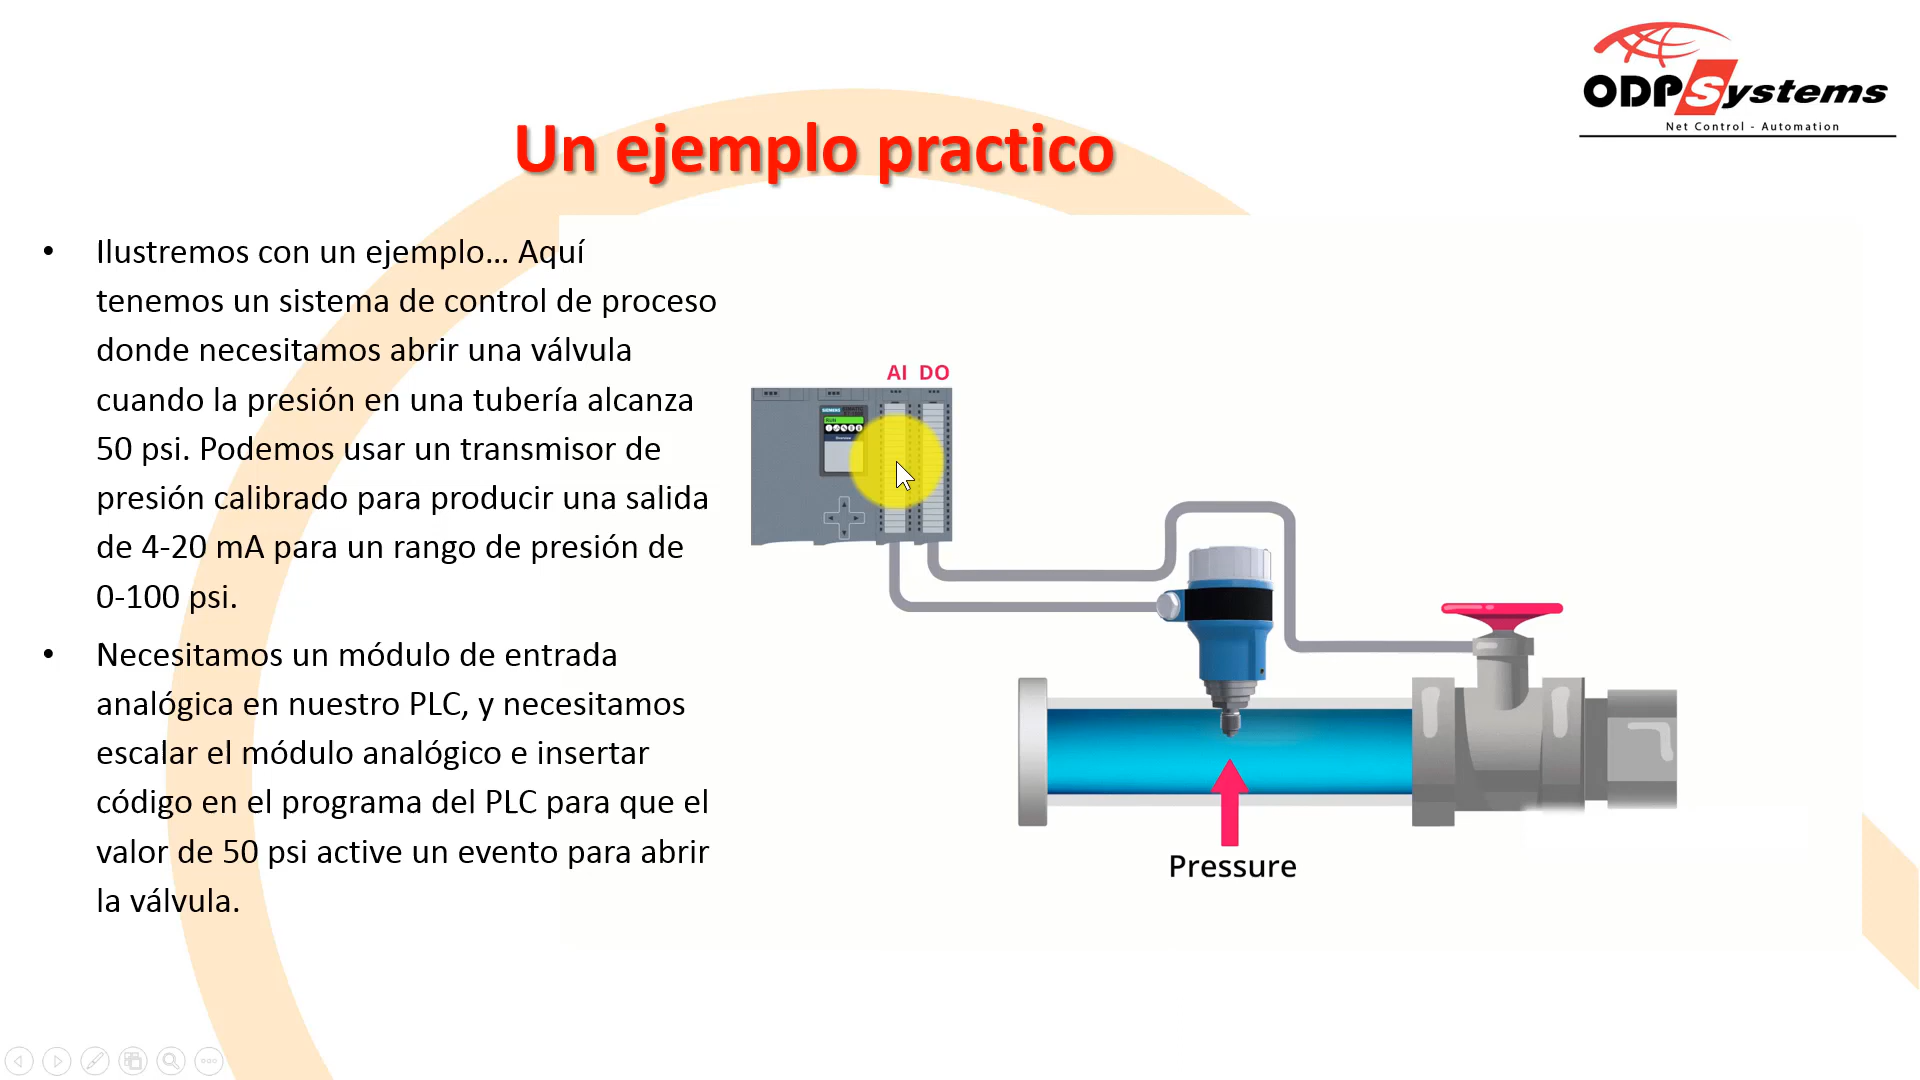 ODPSystems
Net Control - Automation
Un ejemplo practico
• Ilustremos con un ejemplo... Aquí
tenemos un sistema de control de proceso
donde necesitamos abrir una válvula
cuando la presión en una tubería alcanza
50 psi. Podemos usar un transmisor de
presión calibrado para producir una salida
de 4-20 mA para un rango de presión de
0-100 psi.
• Necesitamos un módulo de entrada
analógica en nuestro PLC, y necesitamos
escalar el módulo analógico e insertar
código en el programa del PLC para que el
valor de 50 psi active un evento para abrir
la válvula.
AI DO
SIEMENS
RUN
Pressure